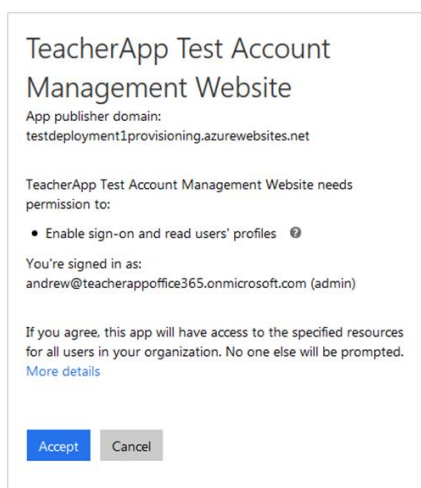 TeacherApp Test Account
Management Website
App publisher domain:
testdeployment1provisioning.azurewebsites.net
TeacherApp Test Account Management Website needs
permission to:
• Enable sign-on and read users' profiles ?
You're signed in as:
andrew@teacherappoffice365.onmicrosoft.com (admin)
If you agree, this app will have access to the specified resources
for all users in your organization. No one else will be prompted.
More details
Accept Cancel